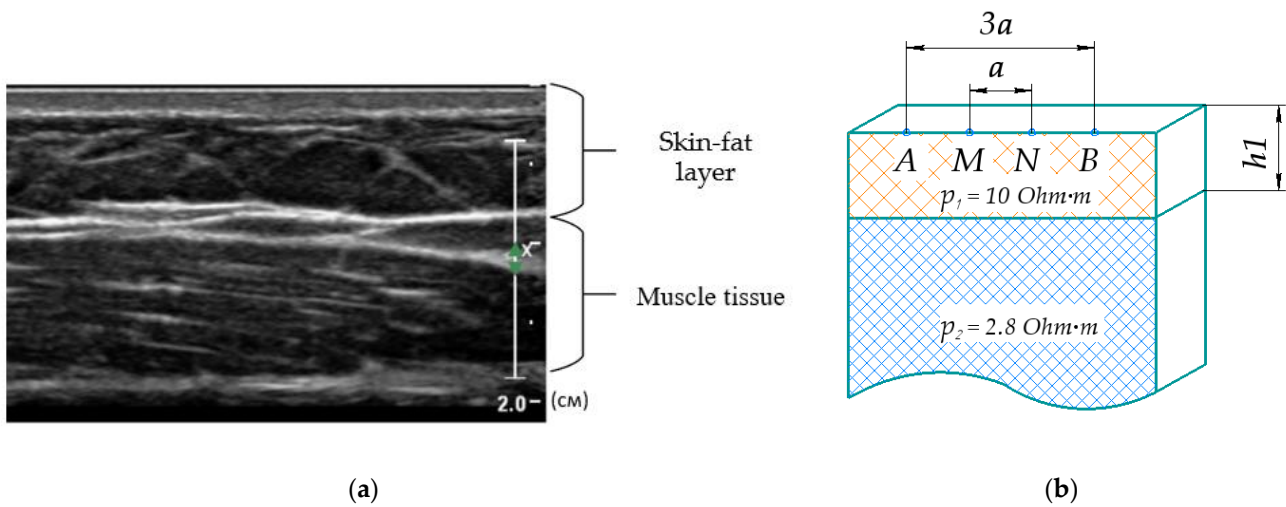 Skin-fat
layer
Muscle tissue
X
2.0
(см)
(a)
3a
a
h1
A M N B
p₁ = 10 Ohm·m
p₂ = 2.8 Ohm·m
(b)